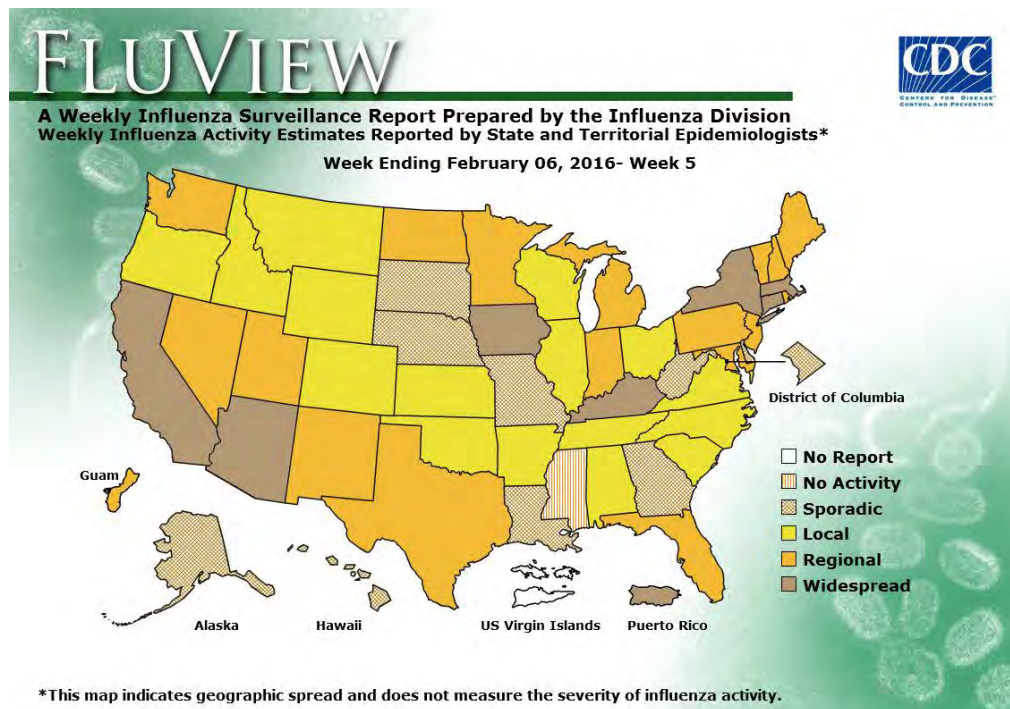 FLUVIEW
CDC
CENTERS FOR DISEASE
CONTROL AND PREVENTION
A Weekly Influenza Surveillance Report Prepared by the Influenza Division
Weekly Influenza Activity Estimates Reported by State and Territorial Epidemiologists*
Week Ending February 06, 2016- Week 5
District of Columbia
Guam
No Report
No Activity
Sporadic
Local
Regional
Widespread
Alaska
Hawaii
US Virgin Islands
Puerto Rico
*This map indicates geographic spread and does not measure the severity of influenza activity.